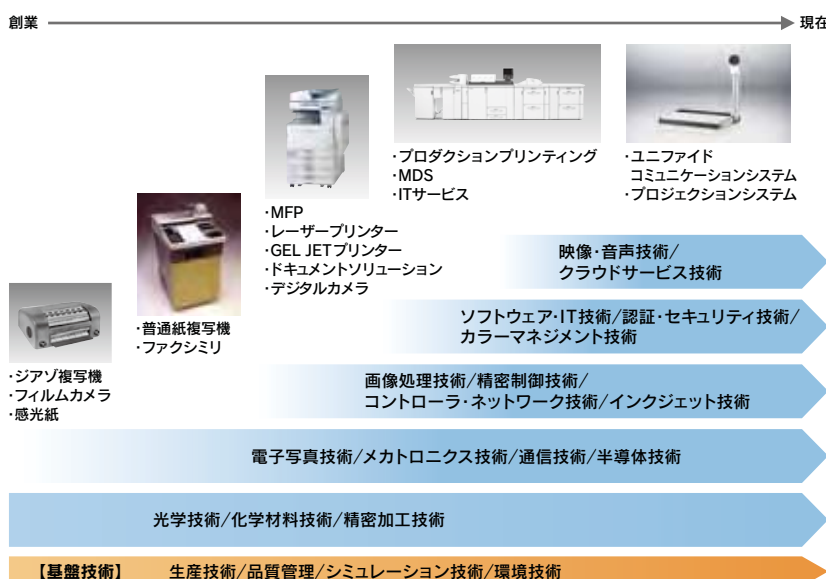 創業
現在
・プロダクションプリンティング
・MDS
・ITサービス
・ユニファイド
コミュニケーションシステム
・プロジェクションシステム
・MFP
・レーザープリンター
・GEL JETプリンター
・ドキュメントソリューション
・デジタルカメラ
・普通紙複写機
・ファクシミリ
・ジアゾ複写機
・フィルムカメラ
・感光紙
映像・音声技術/
クラウドサービス技術
ソフトウェア・IT技術/認証・セキュリティ技術/
カラーマネジメント技術
画像処理技術/精密制御技術/
コントローラ・ネットワーク技術/インクジェット技術
電子写真技術/メカトロニクス技術/通信技術/半導体技術
光学技術/化学材料技術/精密加工技術
【基盤技術】 生産技術/品質管理/シミュレーション技術/環境技術